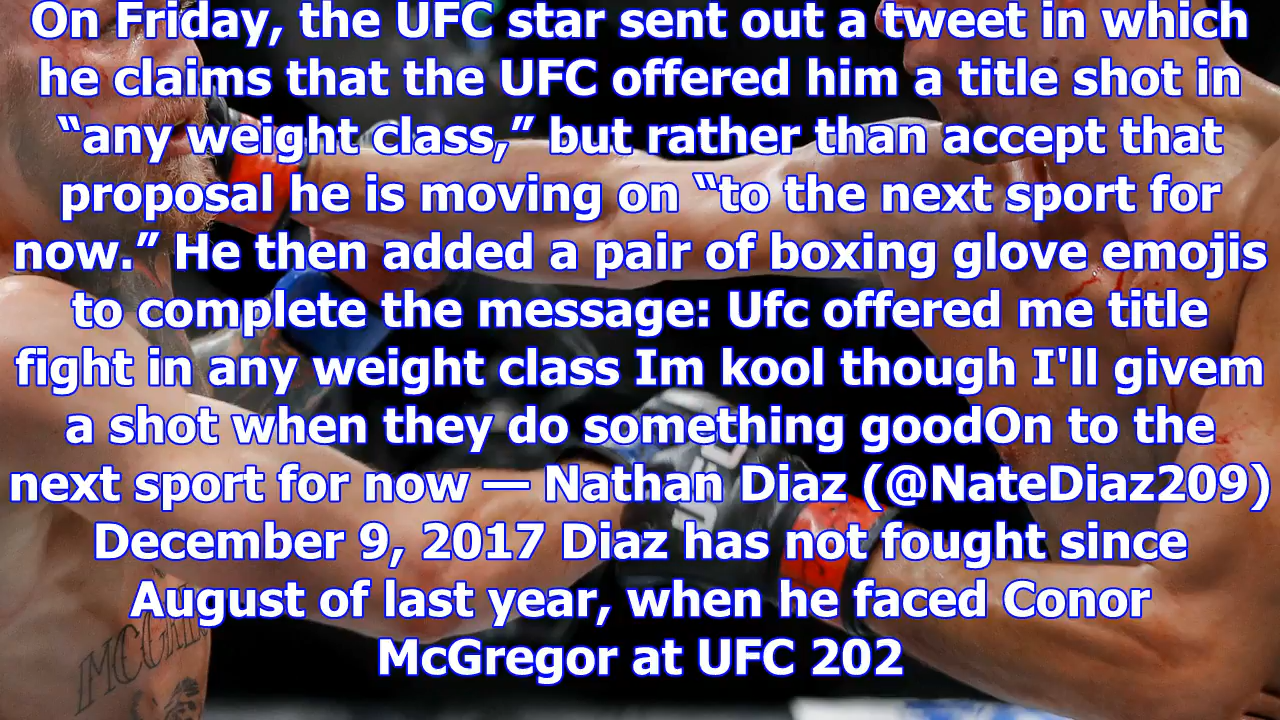 On Friday, the UFC star sent out a tweet in which
he claims that the UFC offered him a title shot in
“any weight class,” but rather than accept that
proposal he is moving on “to the next sport for
now.” He then added a pair of boxing glove emojis
to complete the message: Ufc offered me title
fight in any weight class Im kool though I'll givem
a shot when they do something goodOn to the
next sport for now — Nathan Diaz (@NateDiaz209)
December 9, 2017 Diaz has not fought since
August of last year, when he faced Conor
McGregor at UFC 202
UFC